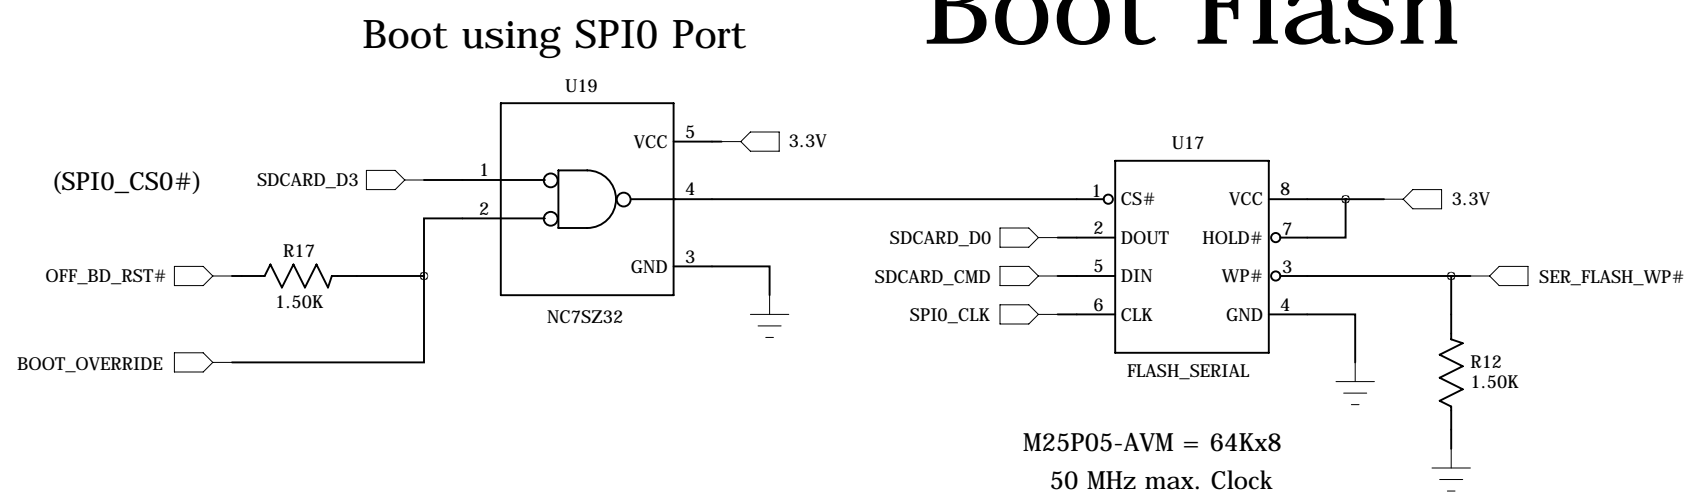 Boot Flash
Boot using SPI0 Port
U19
VCC
5
3.3V
(SPI0_CS0#)
SDCARD_D3
1
4
2
R17
OFF_BD_RST#
1.50K
GND
3
NC7SZ32
BOOT_OVERRIDE
U17
1
CS#
VCC
8
3.3V
SDCARD_D0
2
DOUT
HOLD#
7
SDCARD_CMD
5
DIN
WP#
3
SER_FLASH_WP#
SPI0_CLK
6
CLK
GND
4
FLASH_SERIAL
R12
1.50K
M25P05-AVM = 64Kx8
50 MHz max. Clock